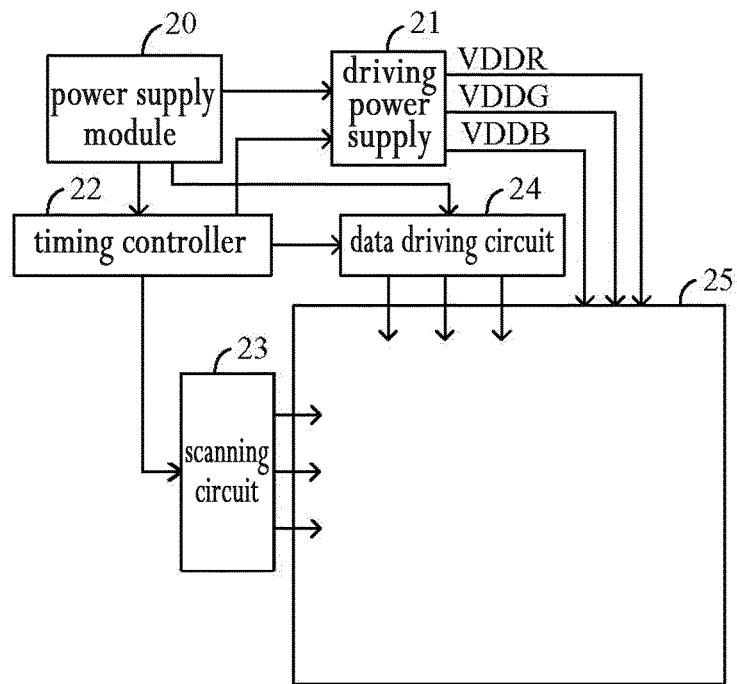 20
power supply
module
21
driving
power
supply
VDDR
VDDG
VDDB
22
timing controller
24
data driving circuit
25
23
scanning
circuit